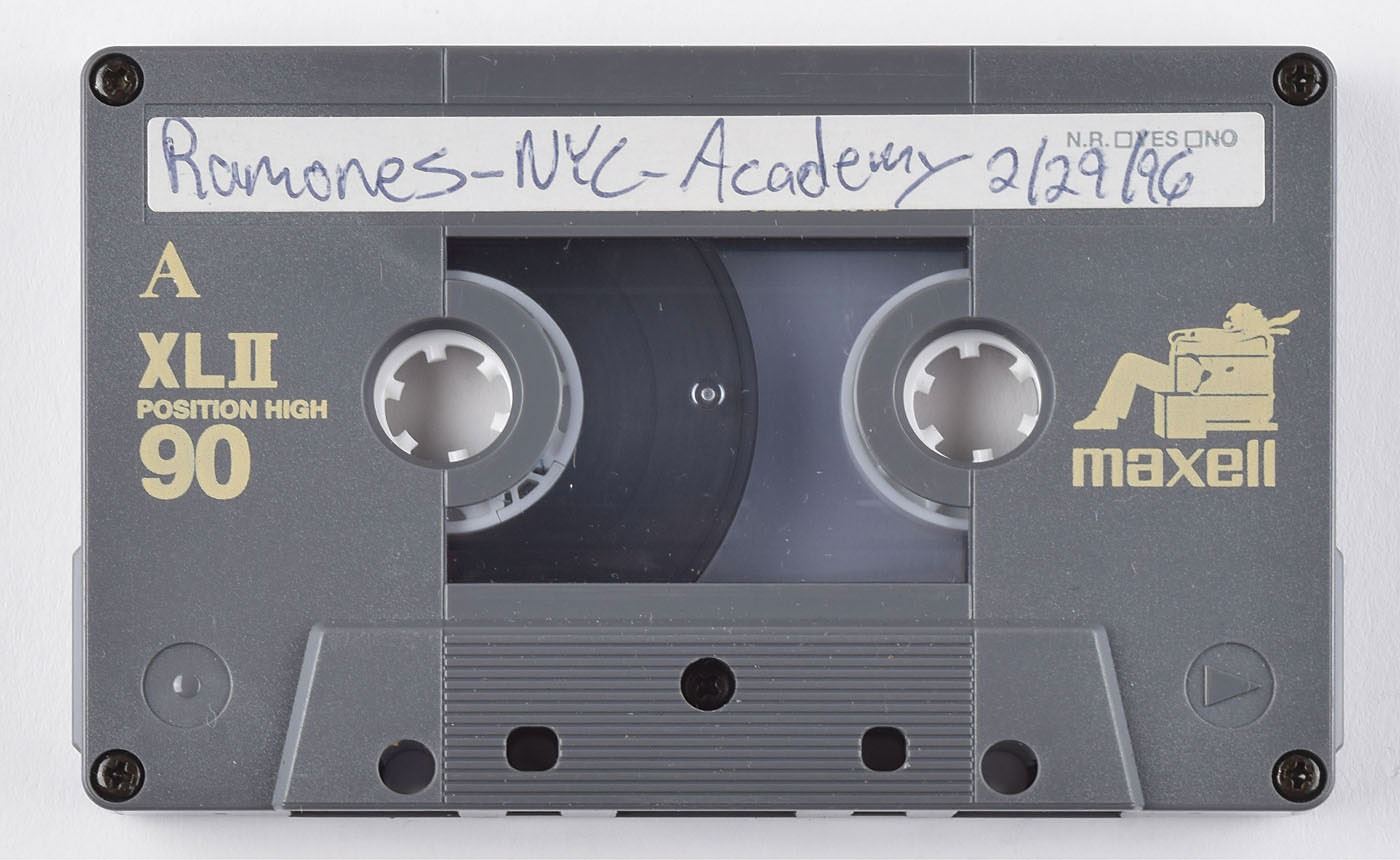 N.R. □YES □NO
Ramones-NYC-Academy 2/29/96
A
XLII
POSITION HIGH
90
maxell